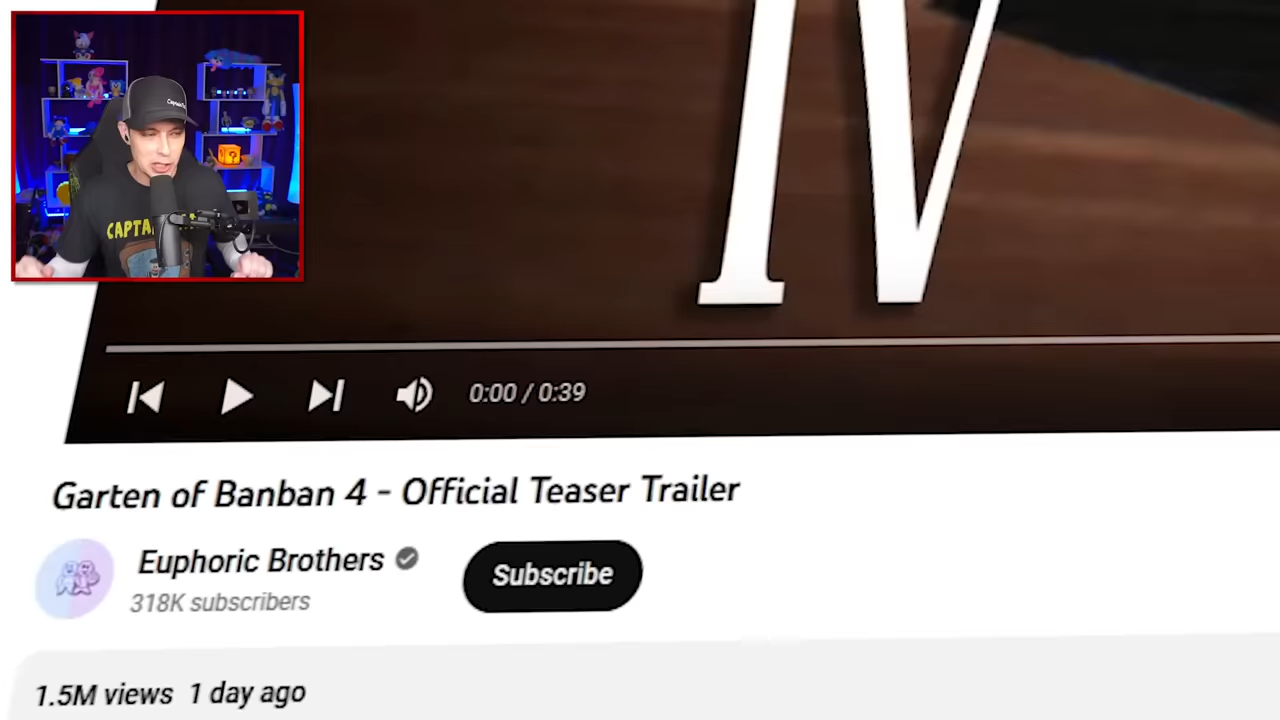 CAPTA
IV
0:00 / 0:39
Garten of Banban 4 - Official Teaser Trailer
Euphoric Brothers
Subscribe
318K subscribers
1.5M views 1 day ago